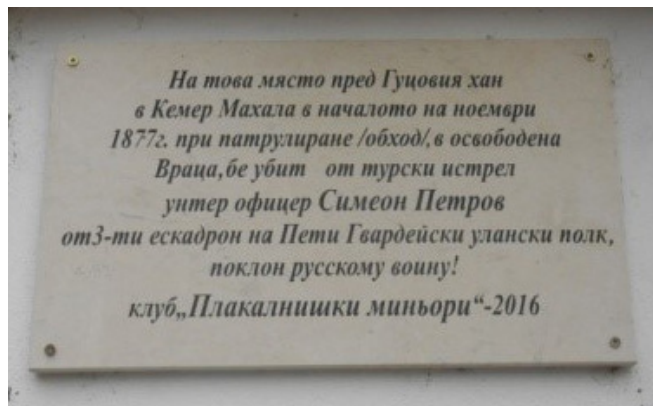 На това място пред Гуцовия хан
в Кемер Махала в началото на ноември
1877г. при патрулиране /обход/,в освободена
Враца,бе убит от турски истрел
унтер офицер Симеон Петров
от3-ти ескадрон на Пети Гвардейски улански полк,
поклон русскому воину!
клуб„Плакалнишки миньори“-2016